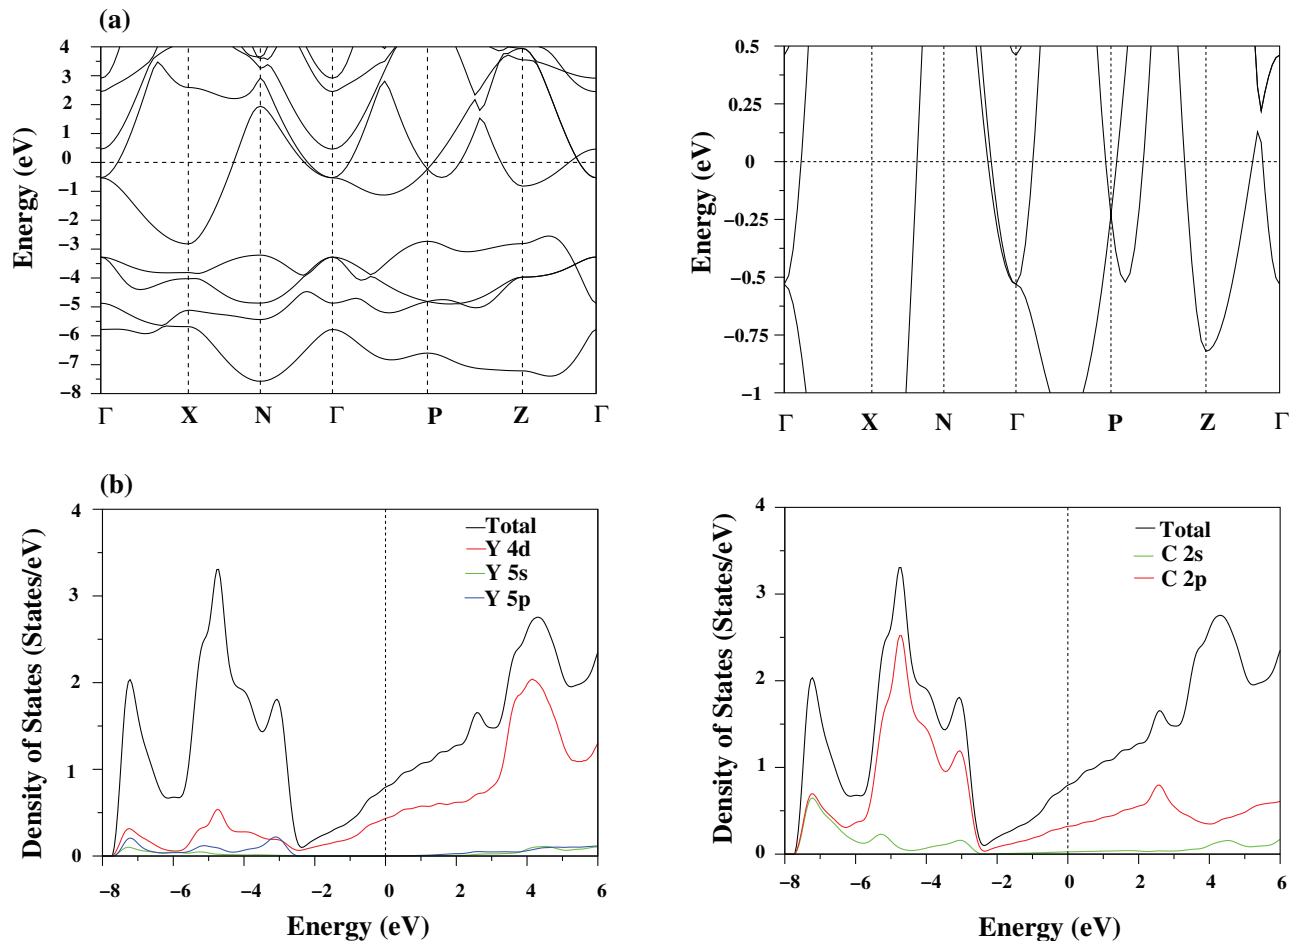 (a)
Energy (eV)
4
3
2
1
0
−1
−2
−3
−4
−5
−6
−7
−8
Γ X N Γ P Z Γ
Energy (eV)
0.5
0.25
0
−0.25
−0.5
−0.75
−1
Γ X N Γ P Z Γ
(b)
Density of States (States/eV)
4
3
2
1
0
Total
Y 4d
Y 5s
Y 5p
−8 −6 −4 −2 0 2 4 6
Energy (eV)
Density of States (States/eV)
4
3
2
1
0
Total
C 2s
C 2p
−8 −6 −4 −2 0 2 4 6
Energy (eV)